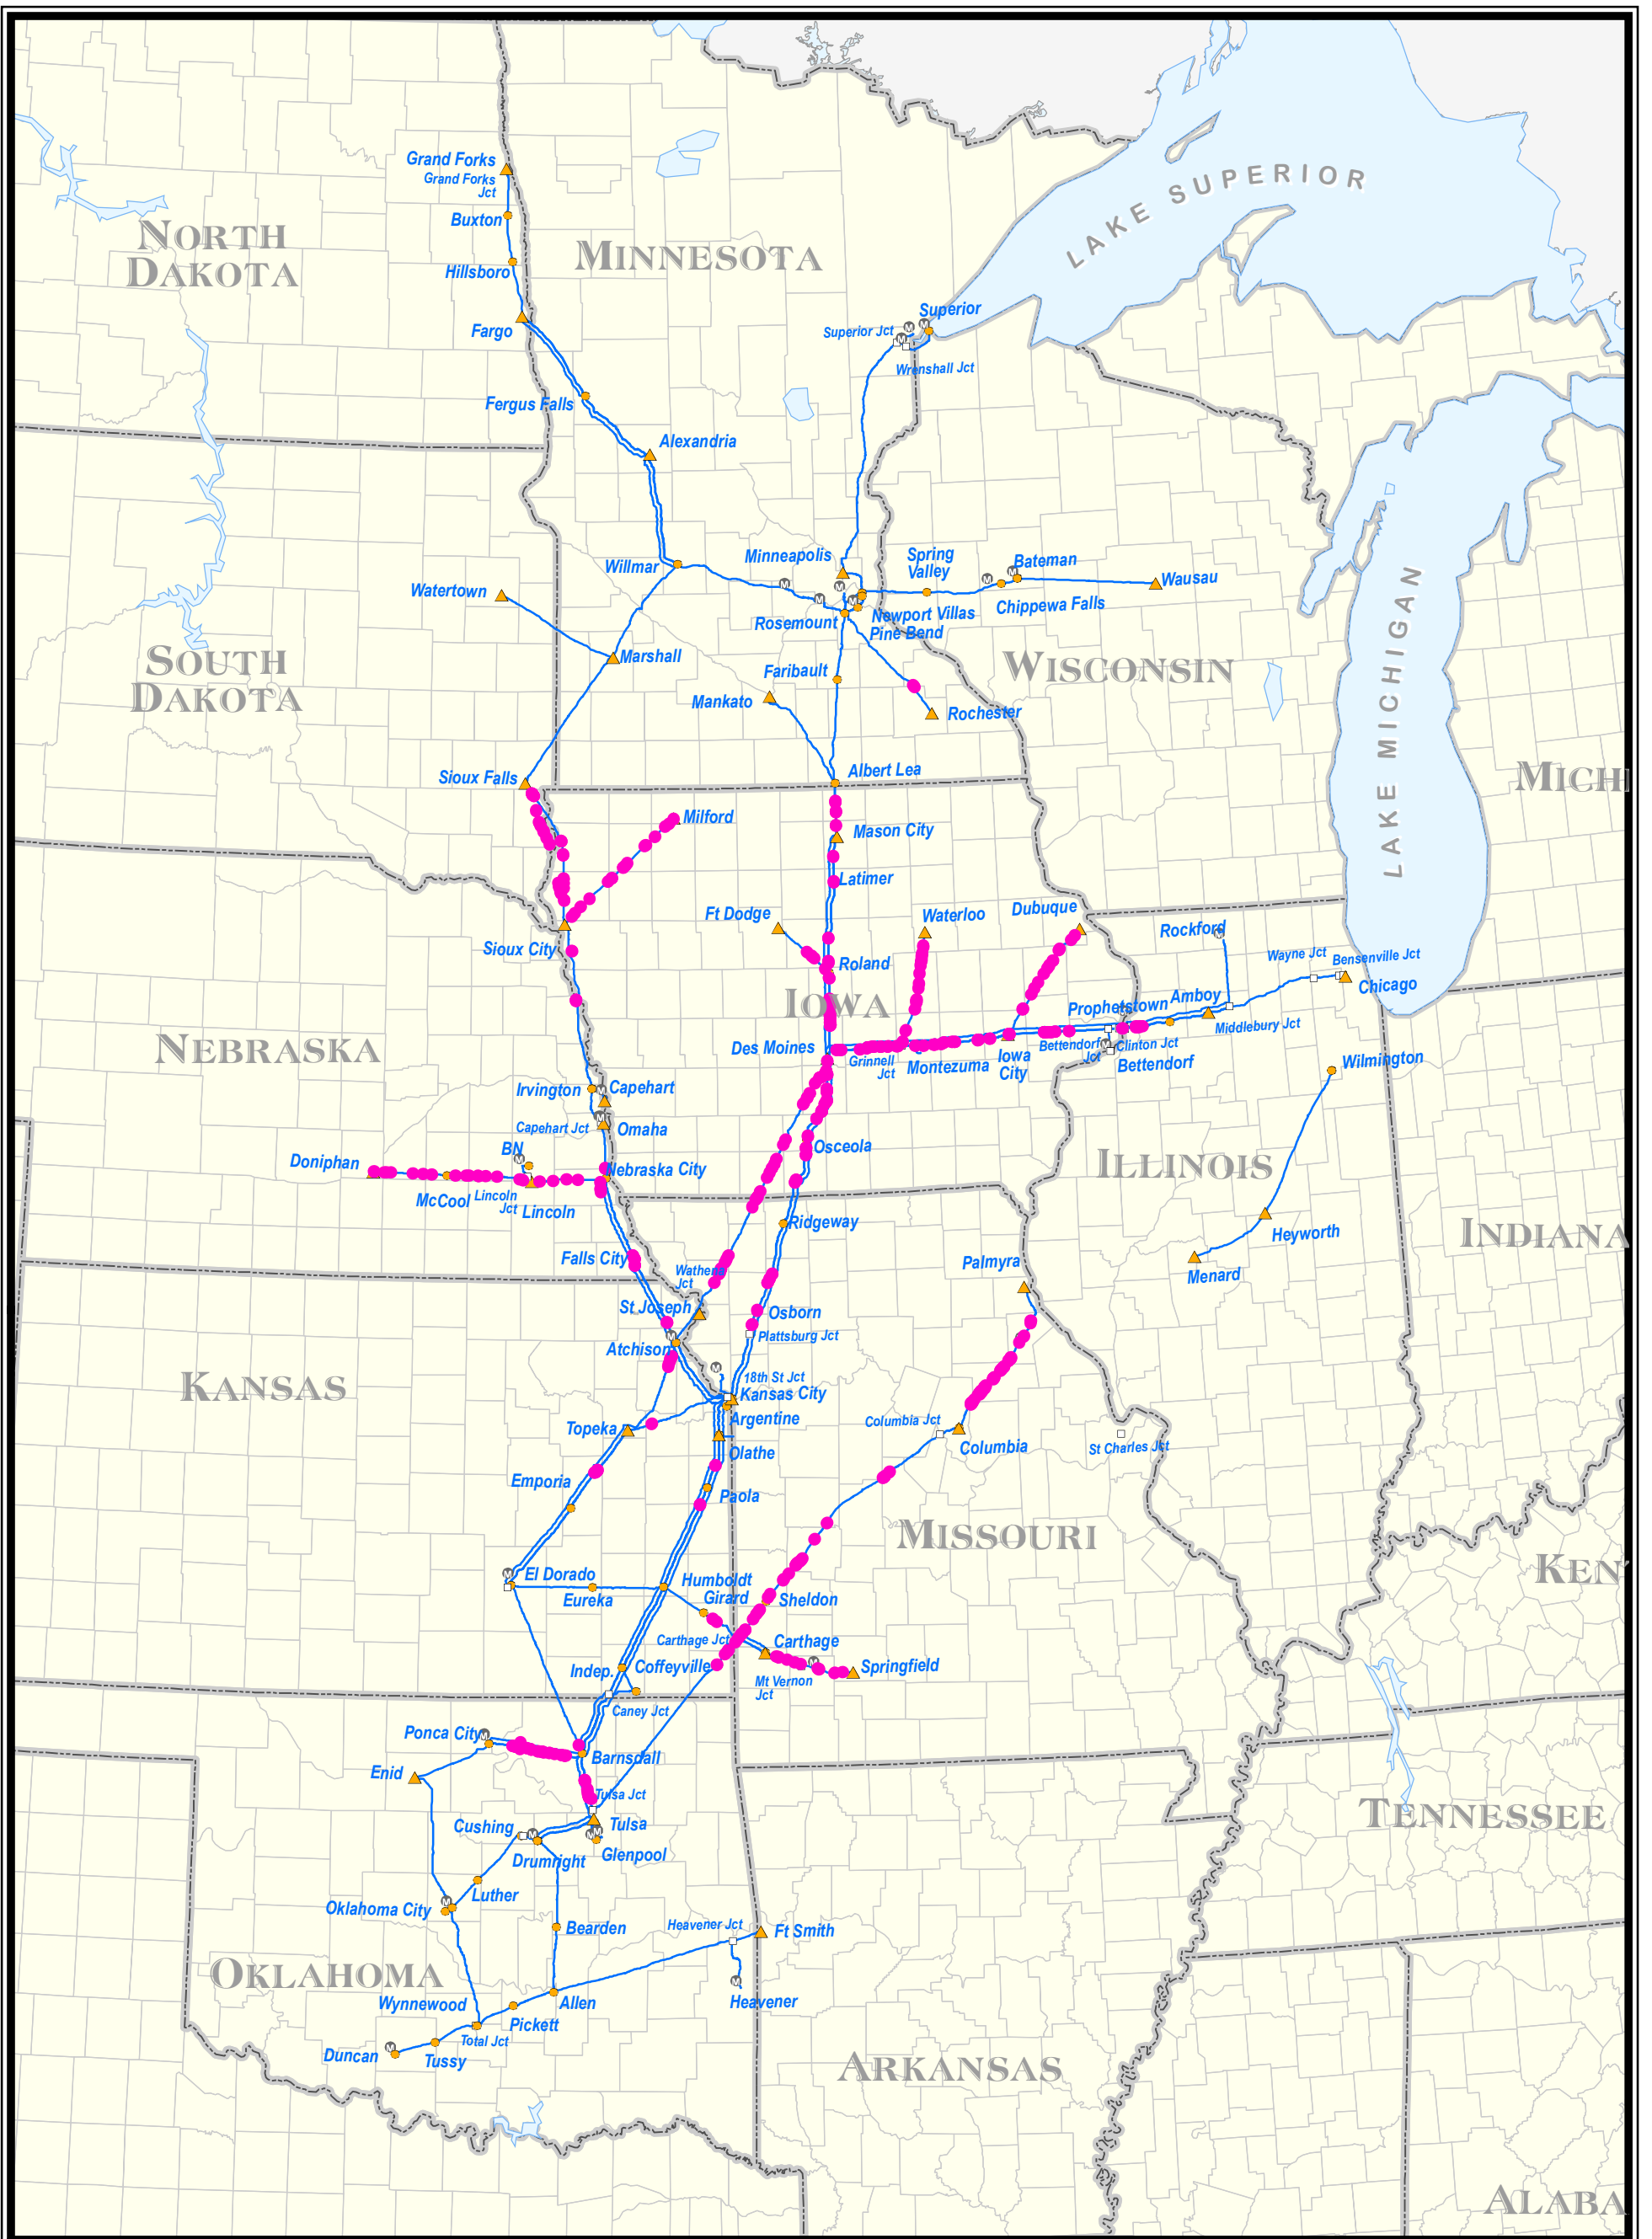 LAKE SUPERIOR
Grand Forks
Grand Forks
Jct
Buxton
NORTH
DAKOTA
MINNESOTA
Hillsboro
Fargo
Superior
Superior Jct
Wrenshall Jct
Fergus Falls
Alexandria
Minneapolis
Spring
Valley
Bateman
Willmar
Watertown
Wausau
Chippewa Falls
Newport Villas
Rosemount
Pine Bend
LAKE MICHIGAN
SOUTH
DAKOTA
Marshall
WISCONSIN
Faribault
Mankato
Rochester
Sioux Falls
Albert Lea
MICH
Milford
Mason City
Latimer
Ft Dodge
Waterloo
Dubuque
Rockford
Sioux City
Roland
Wayne Jct
Bensenville Jct
Chicago
IOWA
Prophetstown
Amboy
Middlebury Jct
NEBRASKA
Des Moines
Grinnell
Jct
Montezuma
Iowa
City
Bettendorf
Jct
Clinton Jct
Bettendorf
Wilmington
Irvington
Capehart
Capehart Jct
Omaha
BN
Osceola
Doniphan
Nebraska City
ILLINOIS
McCool
Lincoln
Jct
Lincoln
Ridgeway
Heyworth
INDIANA
Falls City
Wathena
Jct
Palmyra
Menard
St Joseph
Osborn
Plattsburg Jct
Atchison
KANSAS
18th St Jct
Kansas City
Argentine
Topeka
Columbia Jct
Columbia
St Charles Jct
Olathe
Emporia
Paola
MISSOURI
El Dorado
Humboldt
KEN
Eureka
Girard
Sheldon
Carthage Jct
Carthage
Indep.
Coffeyville
Springfield
Mt Vernon
Jct
Caney Jct
Ponca City
Barnsdall
Enid
Tulsa Jct
TENNESSEE
Cushing
Tulsa
Drumright
Glenpool
Luther
Oklahoma City
Bearden
Heavener Jct
Ft Smith
OKLAHOMA
Wynnewood
Allen
Heavener
Pickett
Total Jct
Duncan
Tussy
ARKANSAS
ALABA